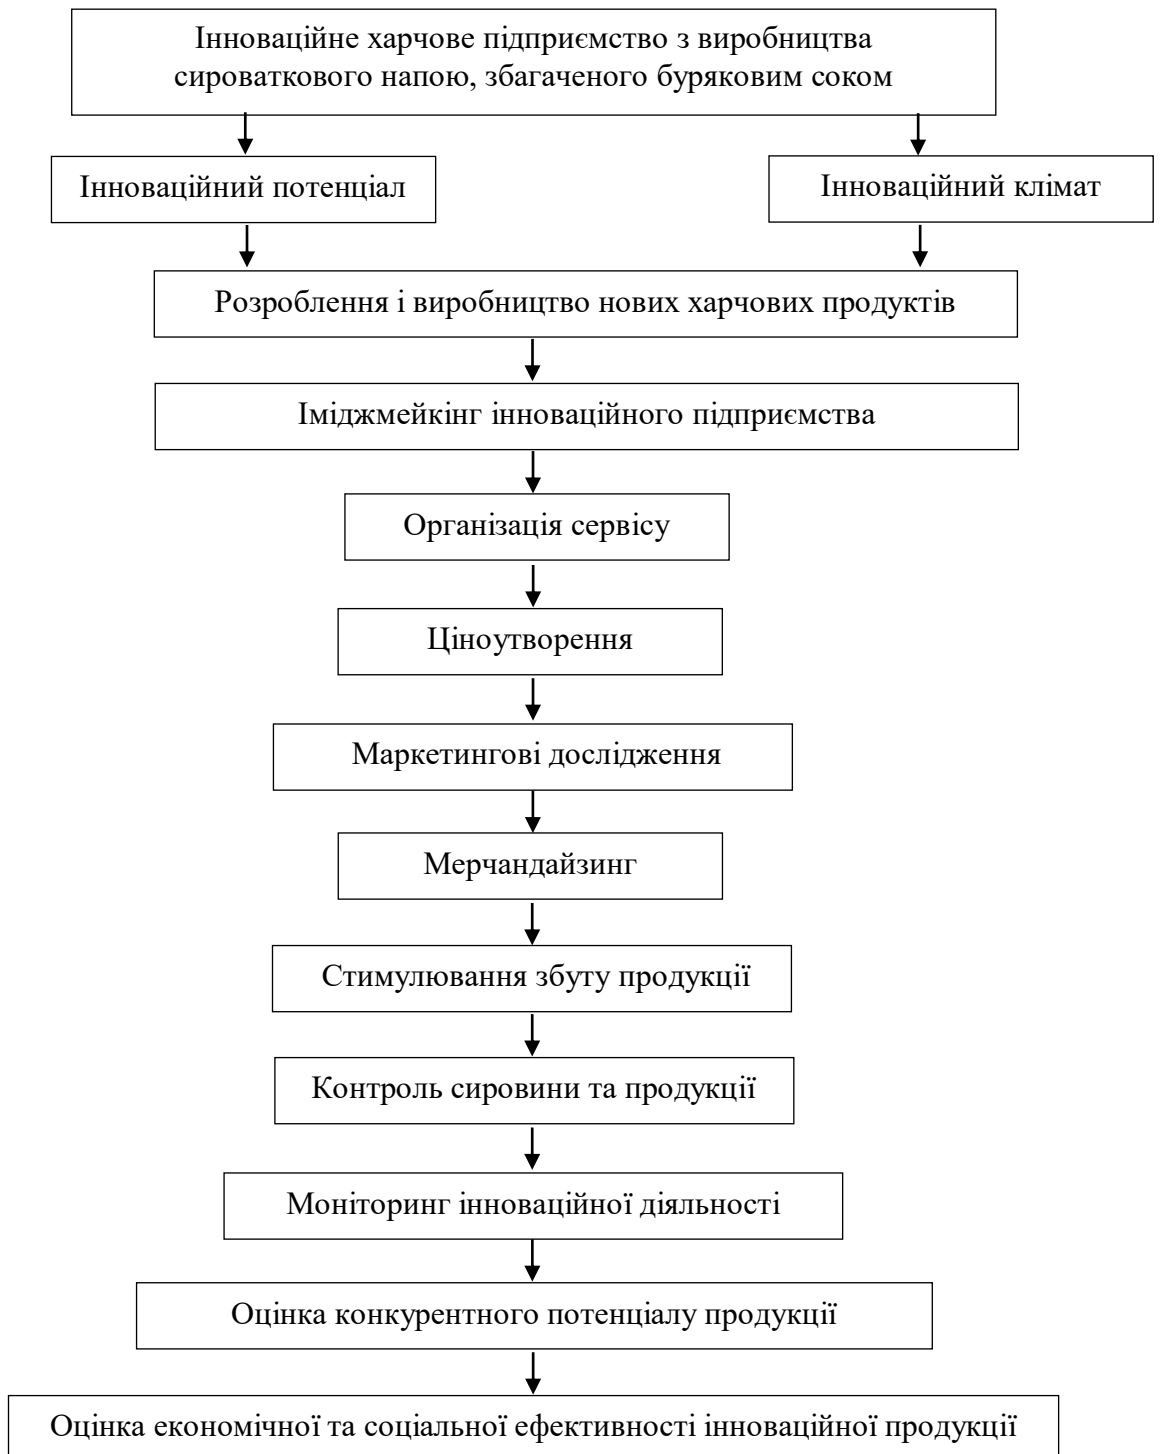 Інноваційне харчове підприємство з виробництва
сироваткового напою, збагаченого буряковим соком
Інноваційний потенціал
Інноваційний клімат
Розроблення і виробництво нових харчових продуктів
Іміджмейкінг інноваційного підприємства
Організація сервісу
Ціноутворення
Маркетингові дослідження
Мерчандайзинг
Стимулювання збуту продукції
Контроль сировини та продукції
Моніторинг інноваційної діяльності
Оцінка конкурентного потенціалу продукції
Оцінка економічної та соціальної ефективності інноваційної продукції